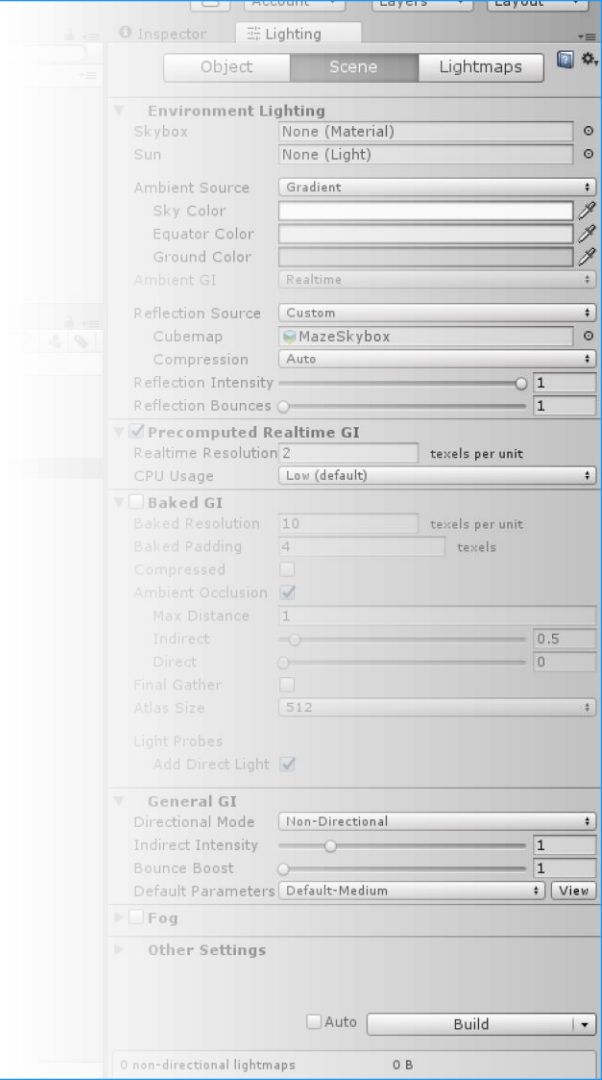 Account Layers Layout
Inspector Lighting
Object Scene Lightmaps
Environment Lighting
Skybox None (Material)
Sun None (Light)
Ambient Source Gradient
Sky Color
Equator Color
Ground Color
Ambient GI Realtime
Reflection Source Custom
Cubemap MazeSkybox
Compression Auto
Reflection Intensity 1
Reflection Bounces 1
Precomputed Realtime GI
Realtime Resolution 2 texels per unit
CPU Usage Low (default)
Baked GI
Baked Resolution 10 texels per unit
Baked Padding 4 texels
Compressed
Ambient Occlusion
Max Distance 1
Indirect 0.5
Direct 0
Final Gather
Atlas Size 512
Light Probes
Add Direct Light
General GI
Directional Mode Non-Directional
Indirect Intensity 1
Bounce Boost 1
Default Parameters Default-Medium View
Fog
Other Settings
Auto Build
0 non-directional lightmaps 0 B